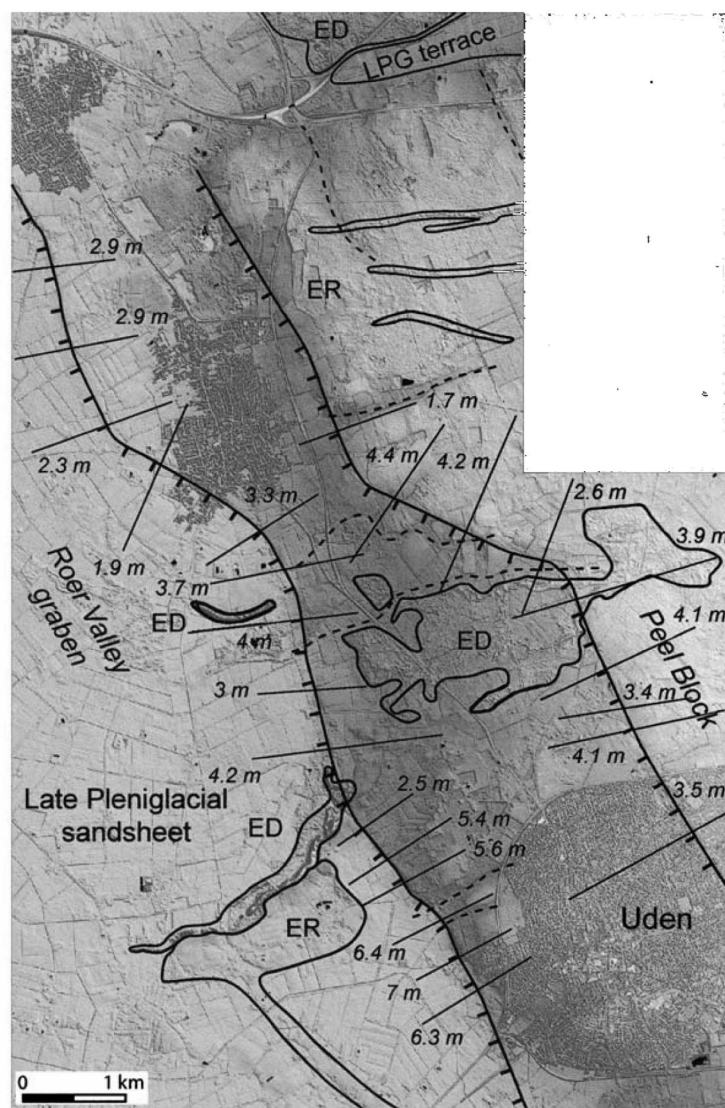 ED
LPG terrace
2.9 m
2.9 m
ER
1.7 m
2.3 m
4.4 m
4.2 m
3.3 m
2.6 m
1.9 m
3.7 m
3.9 m
Roer Valley
graben
ED
4 m
ED
4.1 m
Peel Block
3 m
3.4 m
4.2 m
4.1 m
Late Pleniglacial
sandsheet
ED
2.5 m
3.5 m
5.4 m
5.6 m
ER
Uden
6.4 m
7 m
6.3 m
0
1 km